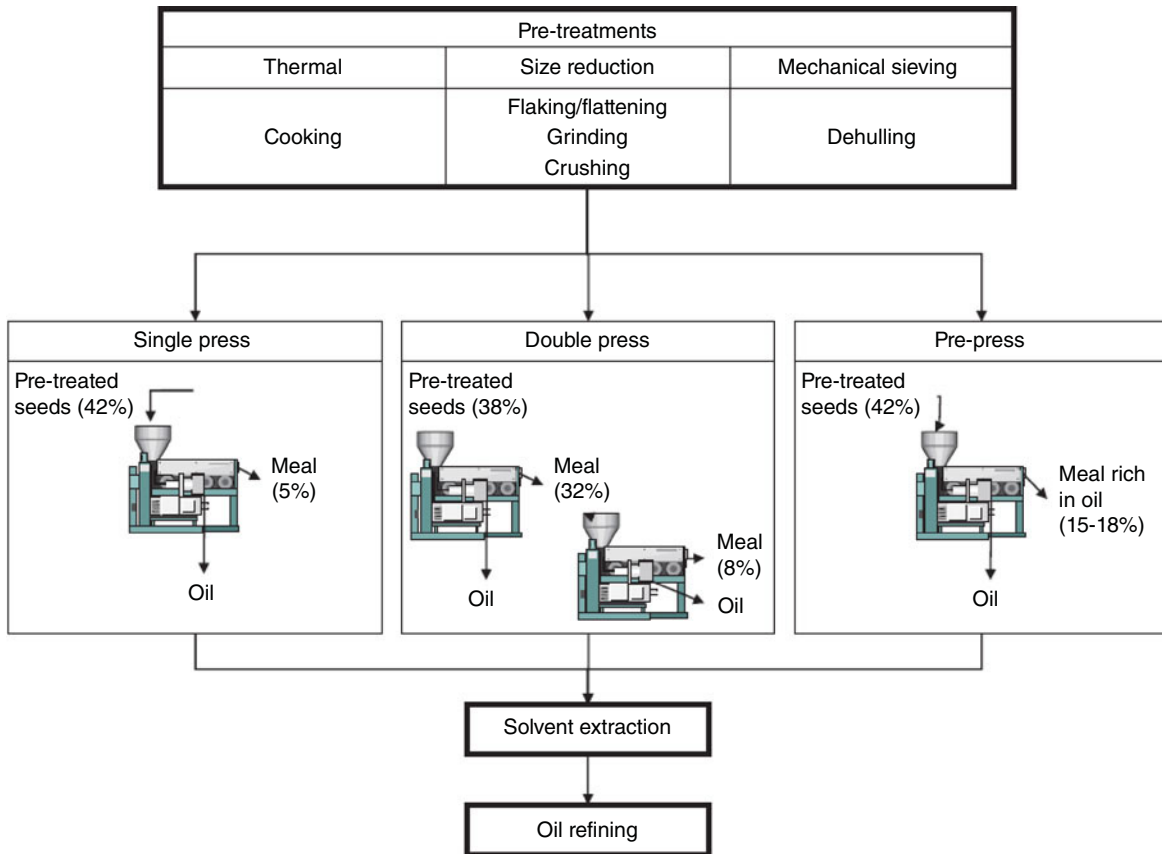 Pre-treatments
Thermal
Size reduction
Mechanical sieving
Cooking
Flaking/flattening
Grinding
Crushing
Dehulling
Single press
Pre-treated
seeds (42%)
Meal
(5%)
Oil
Double press
Pre-treated
seeds (38%)
Meal
(32%)
Oil
Meal
(8%)
Oil
Pre-press
Pre-treated
seeds (42%)
Meal rich
in oil
(15-18%)
Oil
Solvent extraction
Oil refining